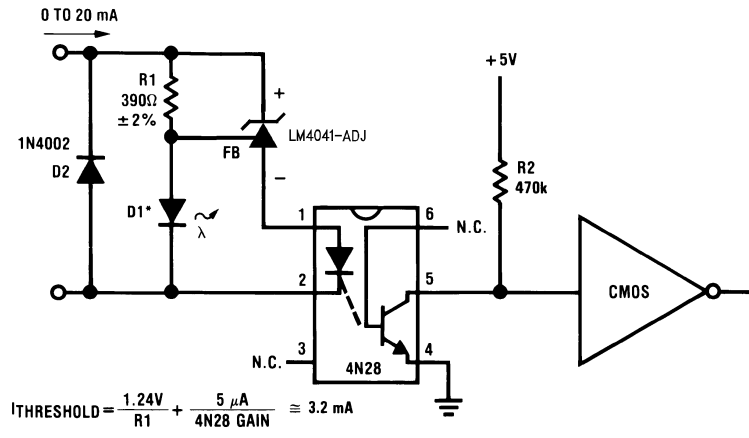 0 TO 20 mA
R1
390Ω
±2%
+
LM4041-ADJ
FB
−
1N4002
D2
D1*
λ
+5V
R2
470k
1
2
3
N.C.
6
N.C.
5
4
4N28
CMOS
ITHRESHOLD = 1.24V / R1 + 5 μA / 4N28 GAIN ≅ 3.2 mA